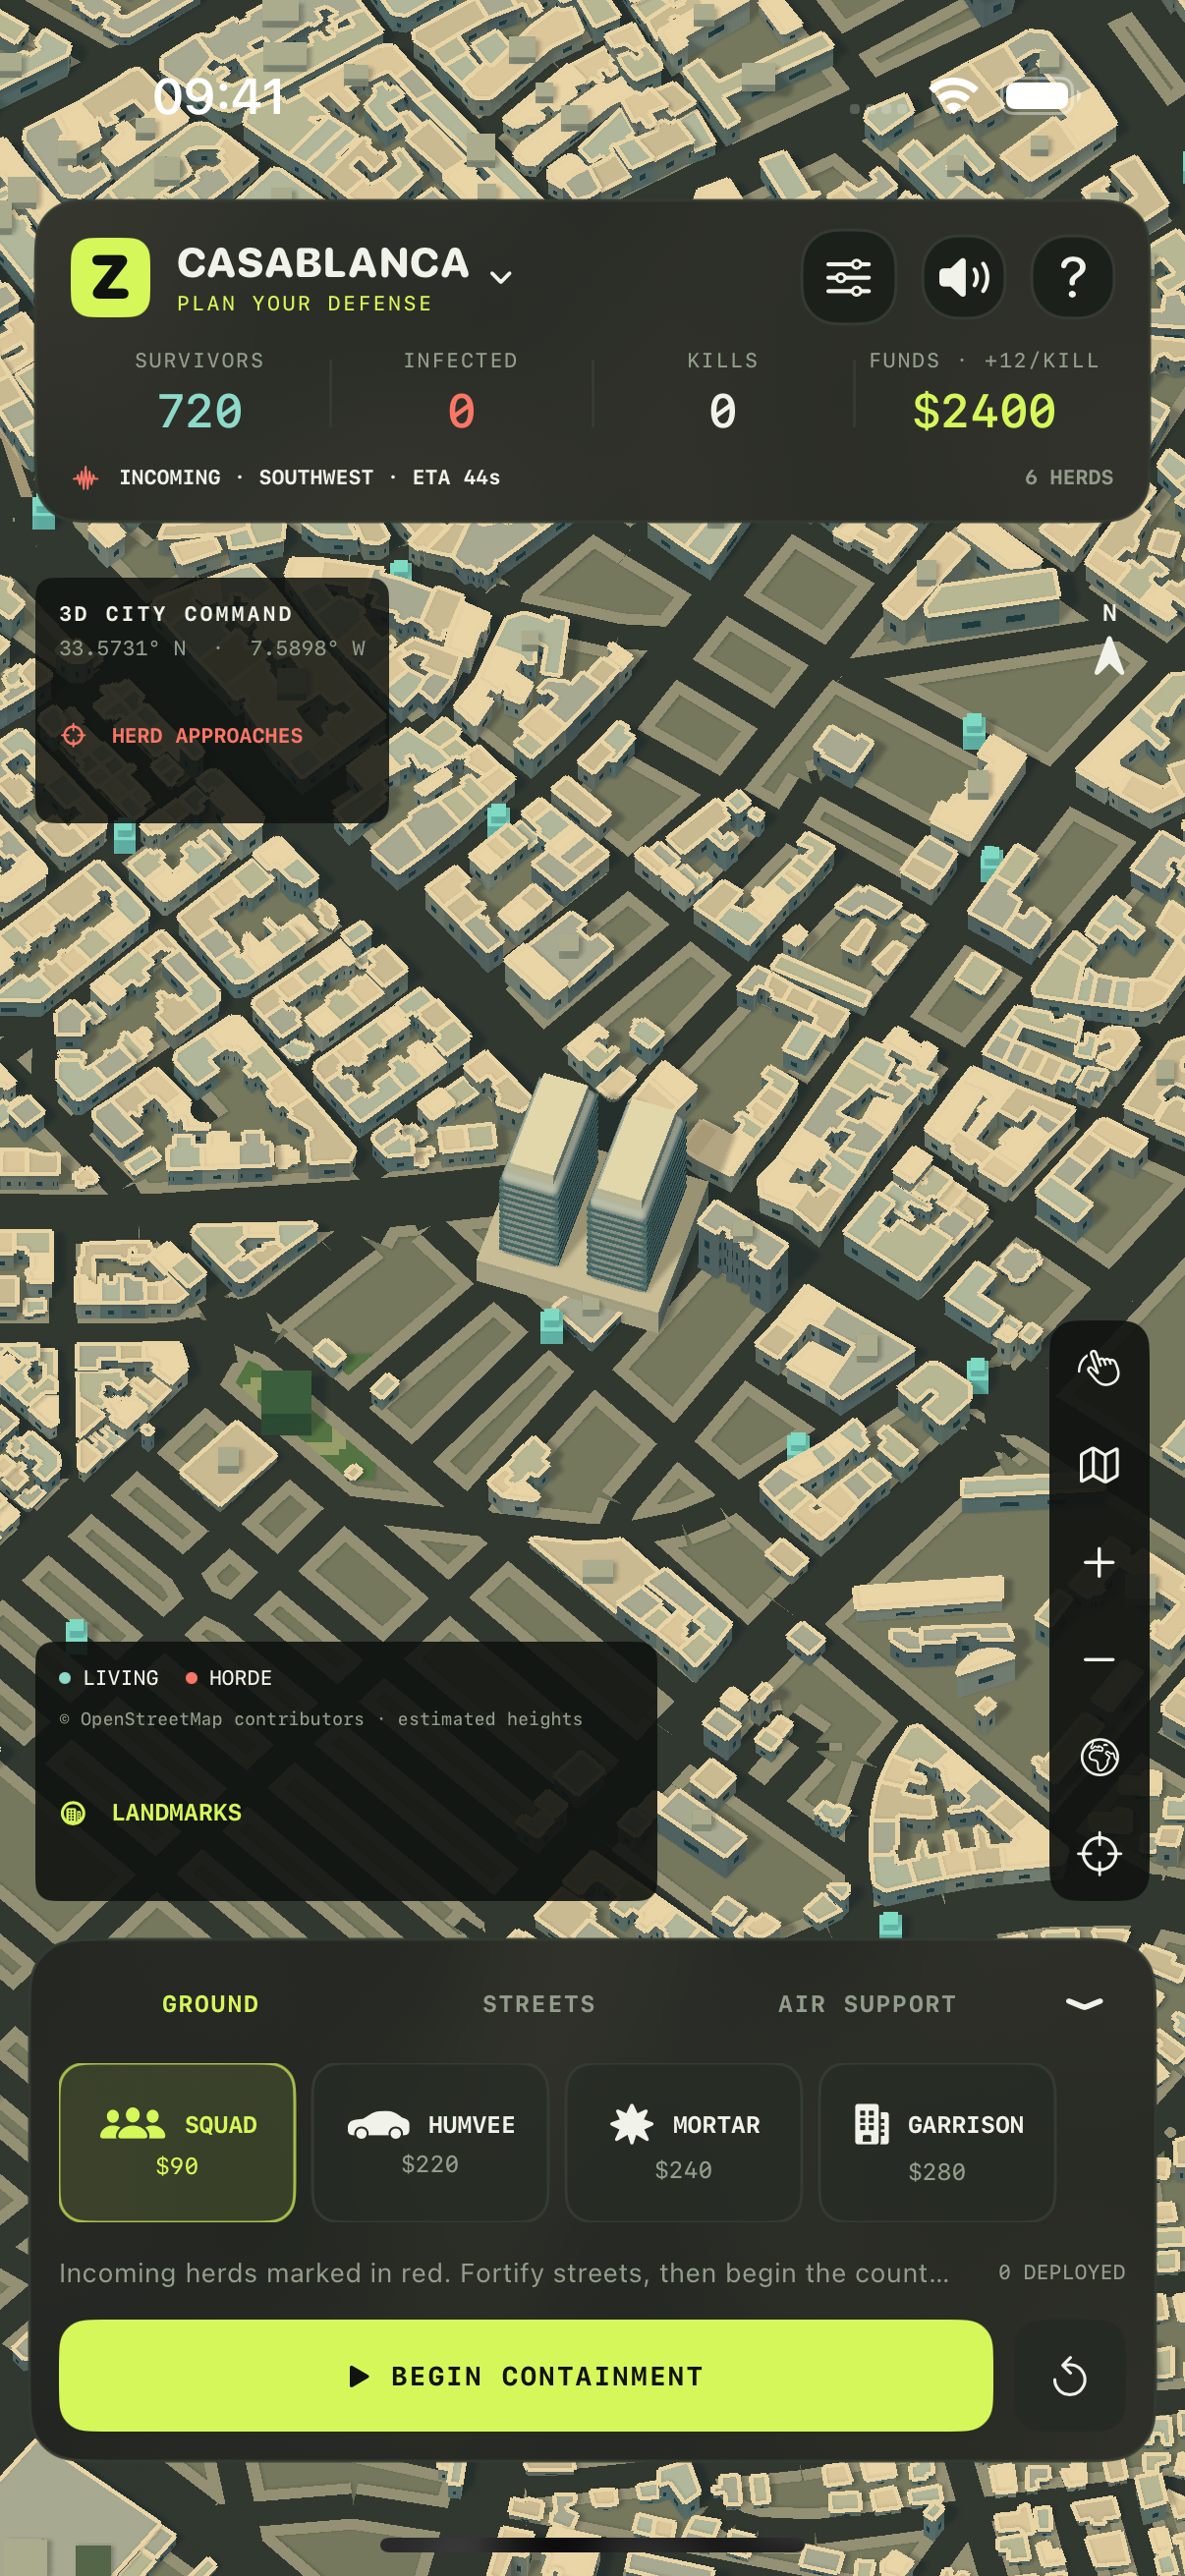 09:41
Z
CASABLANCA
PLAN YOUR DEFENSE
?
SURVIVORS INFECTED KILLS FUNDS · +12/KILL
720 0 0 $2400
INCOMING · SOUTHWEST · ETA 44s 6 HERDS
3D CITY COMMAND
33.5731° N · 7.5898° W
HERD APPROACHES
N
LIVING HORDE
© OpenStreetMap contributors · estimated heights
LANDMARKS
GROUND STREETS AIR SUPPORT
SQUAD HUMVEE MORTAR GARRISON
$90 $220 $240 $280
Incoming herds marked in red. Fortify streets, then begin the count... 0 DEPLOYED
BEGIN CONTAINMENT